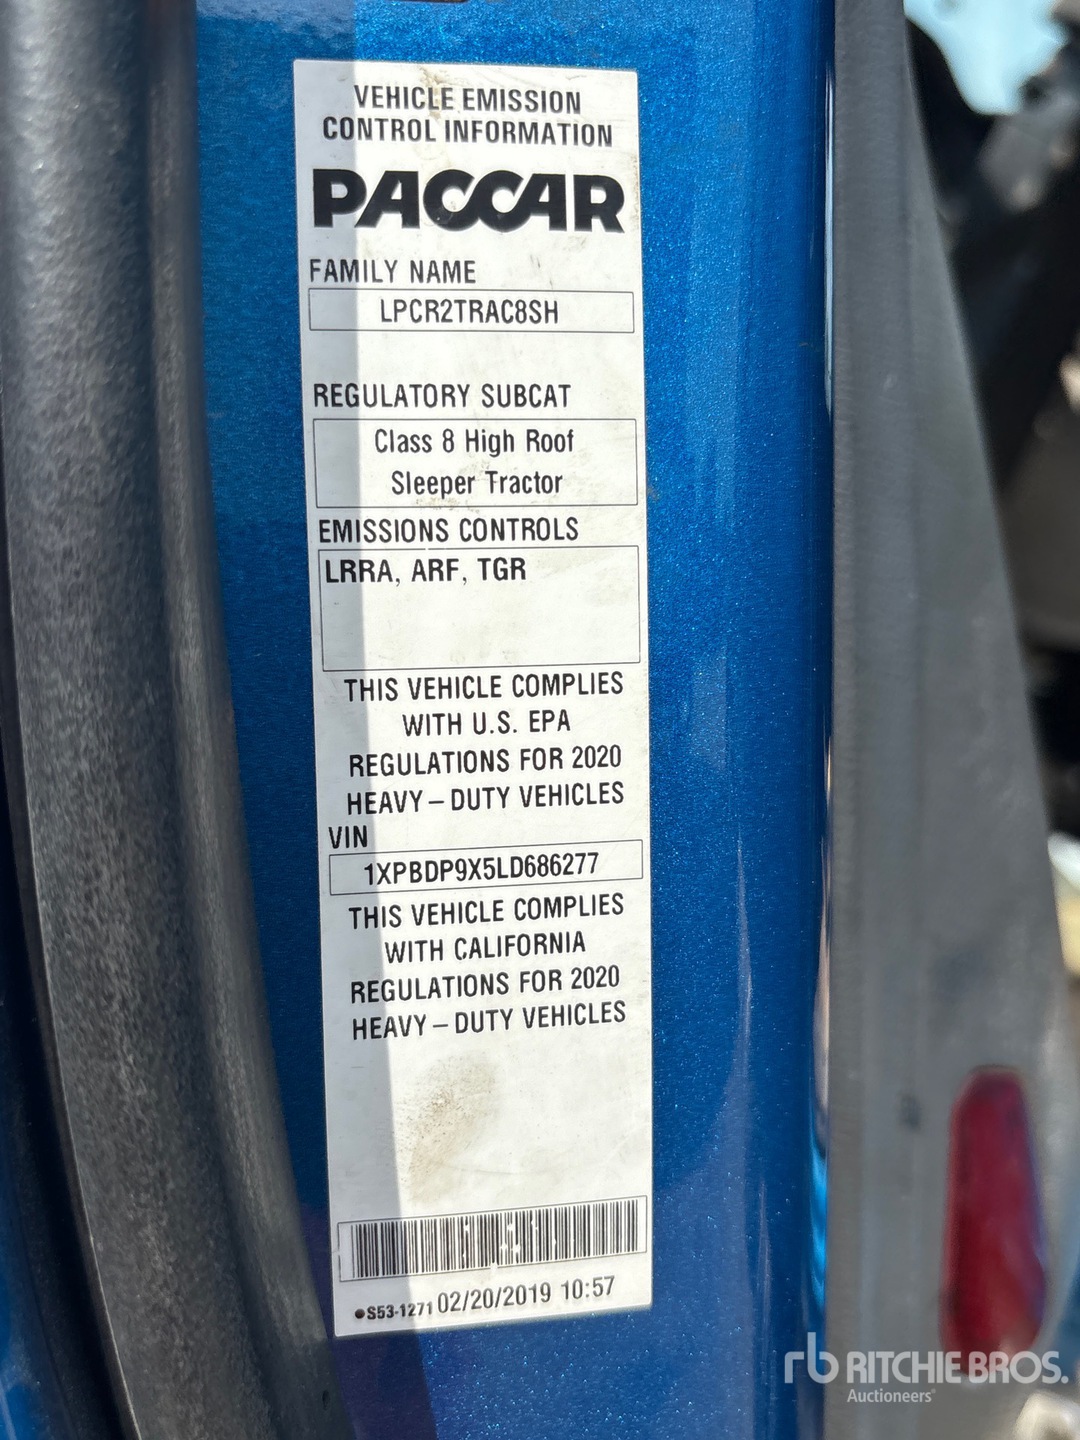 VEHICLE EMISSION
CONTROL INFORMATION
PACCAR
FAMILY NAME
LPCR2TRAC8SH
REGULATORY SUBCAT
Class 8 High Roof
Sleeper Tractor
EMISSIONS CONTROLS
LRRA, ARF, TGR
THIS VEHICLE COMPLIES
WITH U.S. EPA
REGULATIONS FOR 2020
HEAVY – DUTY VEHICLES
VIN
1XPBDP9X5LD686277
THIS VEHICLE COMPLIES
WITH CALIFORNIA
REGULATIONS FOR 2020
HEAVY – DUTY VEHICLES
●S53-1271 02/20/2019 10:57
rb RITCHIE BROS.
Auctioneers